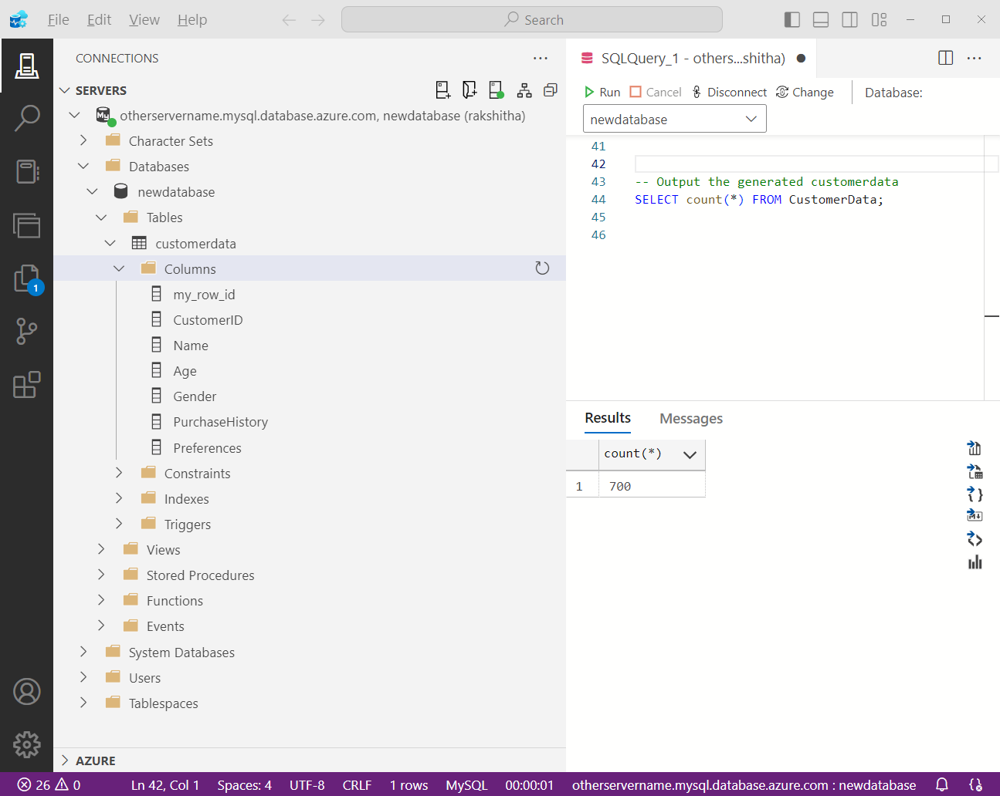 File Edit View Help Search
CONNECTIONS
SERVERS
otherservername.mysql.database.azure.com, newdatabase (rakshitha)
Character Sets
Databases
newdatabase
Tables
customerdata
Columns
my_row_id
CustomerID
Name
Age
Gender
PurchaseHistory
Preferences
Constraints
Indexes
Triggers
Views
Stored Procedures
Functions
Events
System Databases
Users
Tablespaces
AZURE
1
SQLQuery_1 - others...shitha)
Run Cancel Disconnect Change Database:
newdatabase
41
42
43 -- Output the generated customerdata
44 SELECT count(*) FROM CustomerData;
45
46
Results Messages
count(*)
1 700
26 0 Ln 42, Col 1 Spaces: 4 UTF-8 CRLF 1 rows MySQL 00:00:01 otherservername.mysql.database.azure.com : newdatabase